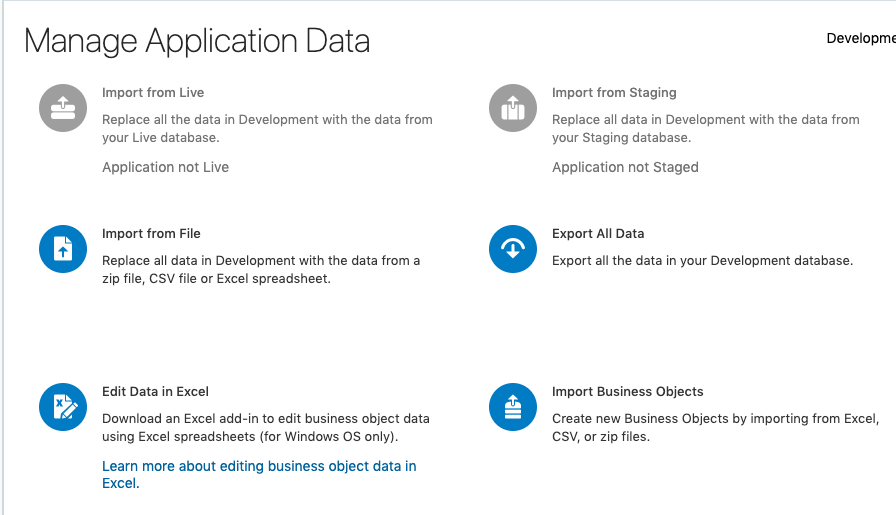 Manage Application Data
Import from Live
Replace all the data in Development with the data from
your Live database.
Application not Live
Import from Staging
Replace all data in Development with the data from
your Staging database.
Application not Staged
Import from File
Replace all data in Development with the data from a
zip file, CSV file or Excel spreadsheet.
Export All Data
Export all the data in your Development database.
Edit Data in Excel
Download an Excel add-in to edit business object data
using Excel spreadsheets (for Windows OS only).
Learn more about editing business object data in
Excel.
Import Business Objects
Create new Business Objects by importing from Excel,
CSV, or zip files.